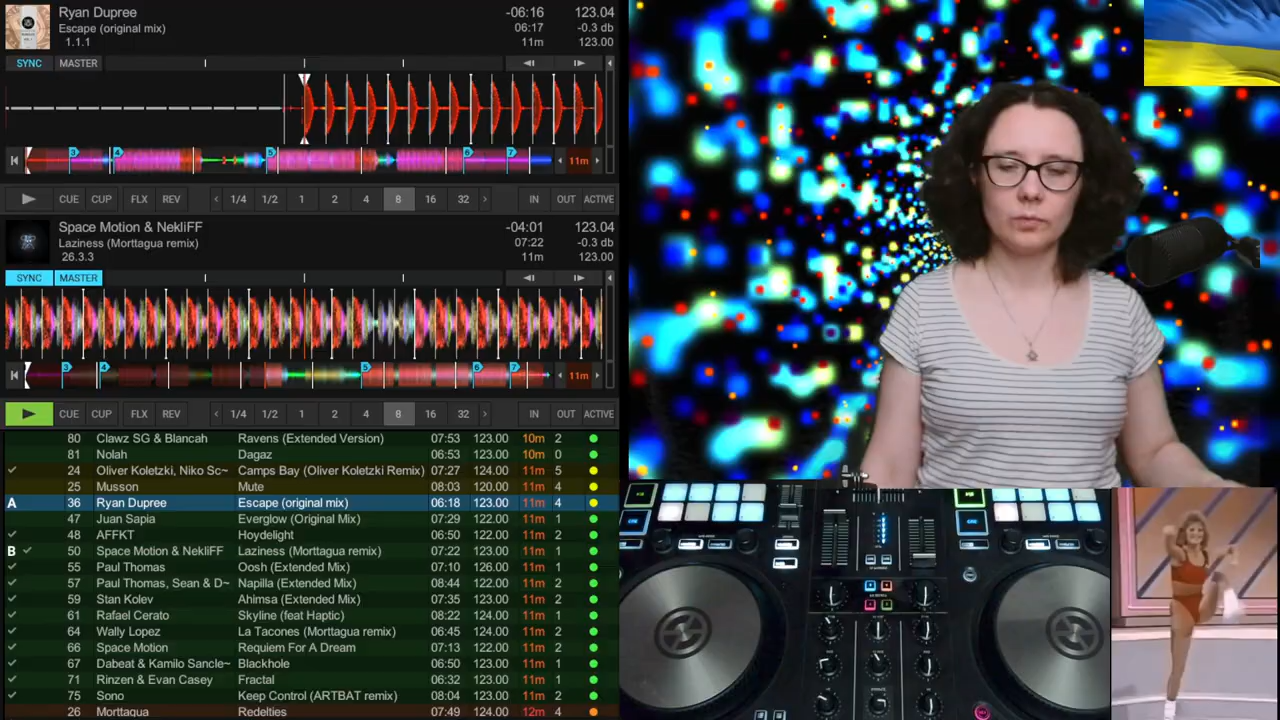 Ryan Dupree
-06:16
123.04
Escape (original mix)
06:17
-0.3 db
1.1.1
11m
123.00
SYNC
MASTER
3
4
5
6
7
11m
CUE
CUP
FLX
REV
1/4
1/2
1
2
4
8
16
32
IN
OUT
ACTIVE
Space Motion & NekliFF
-04:01
123.04
Laziness (Morttagua remix)
07:22
-0.3 db
26.3.3
11m
123.00
SYNC
MASTER
3
4
5
6
7
11m
CUE
CUP
FLX
REV
1/4
1/2
1
2
4
8
16
32
IN
OUT
ACTIVE
80 Clawz SG & Blancah Ravens (Extended Version) 07:53 123.00 10m 2
81 Nolah Dagaz 06:53 123.00 10m 0
24 Oliver Koletzki, Niko Sc~ Camps Bay (Oliver Koletzki Remix) 07:27 124.00 11m 5
25 Musson Mute 08:03 120.00 11m 4
A 36 Ryan Dupree Escape (original mix) 06:18 123.00 11m 4
47 Juan Sapia Everglow (Original Mix) 07:29 122.00 11m 1
48 AFFKT Hoydelight 06:50 122.00 11m 2
B 50 Space Motion & NekliFF Laziness (Morttagua remix) 07:22 123.00 11m 1
55 Paul Thomas Oosh (Extended Mix) 07:10 126.00 11m 1
57 Paul Thomas, Sean & D~ Napilla (Extended Mix) 08:44 122.00 11m 2
59 Stan Kolev Ahimsa (Extended Mix) 07:35 122.00 11m 2
61 Rafael Cerato Skyline (feat Haptic) 08:22 124.00 11m 1
64 Wally Lopez La Tacones (Morttagua remix) 06:45 124.00 11m 2
66 Space Motion Requiem For A Dream 07:13 122.00 11m 2
67 Dabeat & Kamilo Sancle~ Blackhole 06:50 123.00 11m 1
71 Rinzen & Evan Casey Fractal 06:32 123.00 11m 1
75 Sono Keep Control (ARTBAT remix) 08:04 123.00 11m 2
26 Morttagua Redelties 07:49 124.00 12m 4